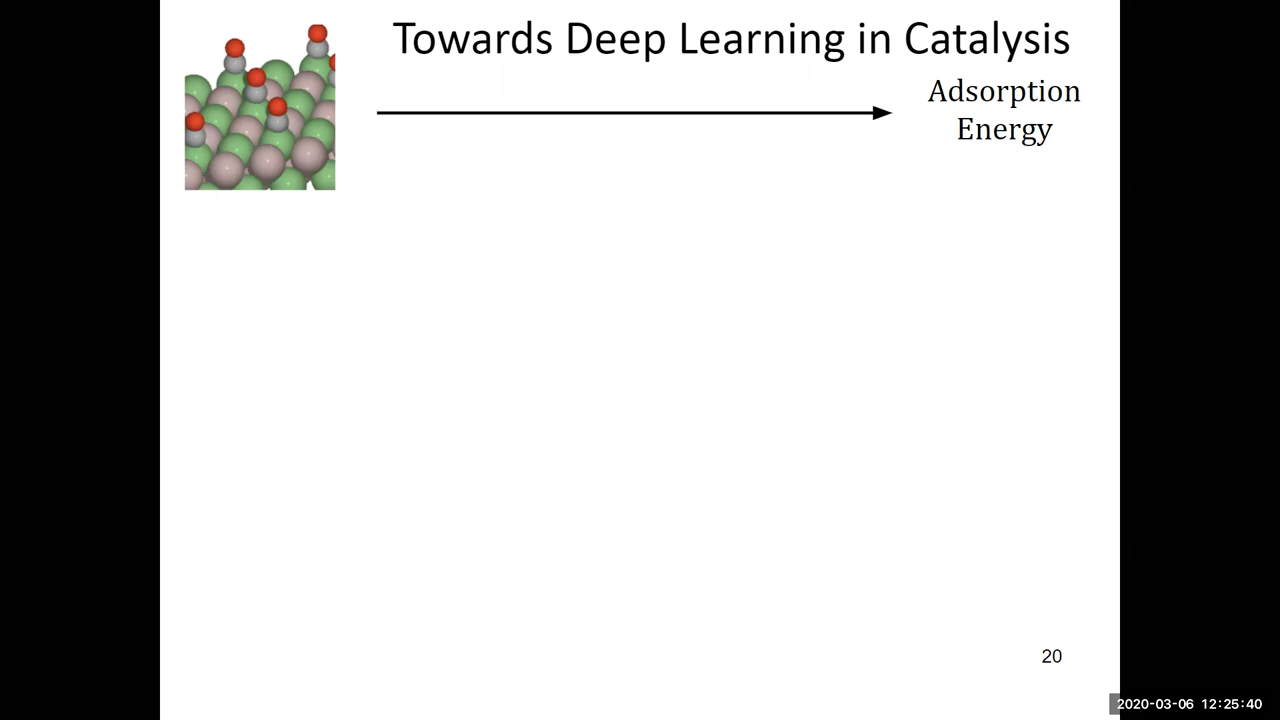 Towards Deep Learning in Catalysis
Adsorption
Energy
20
2020-03-06 12:25:40